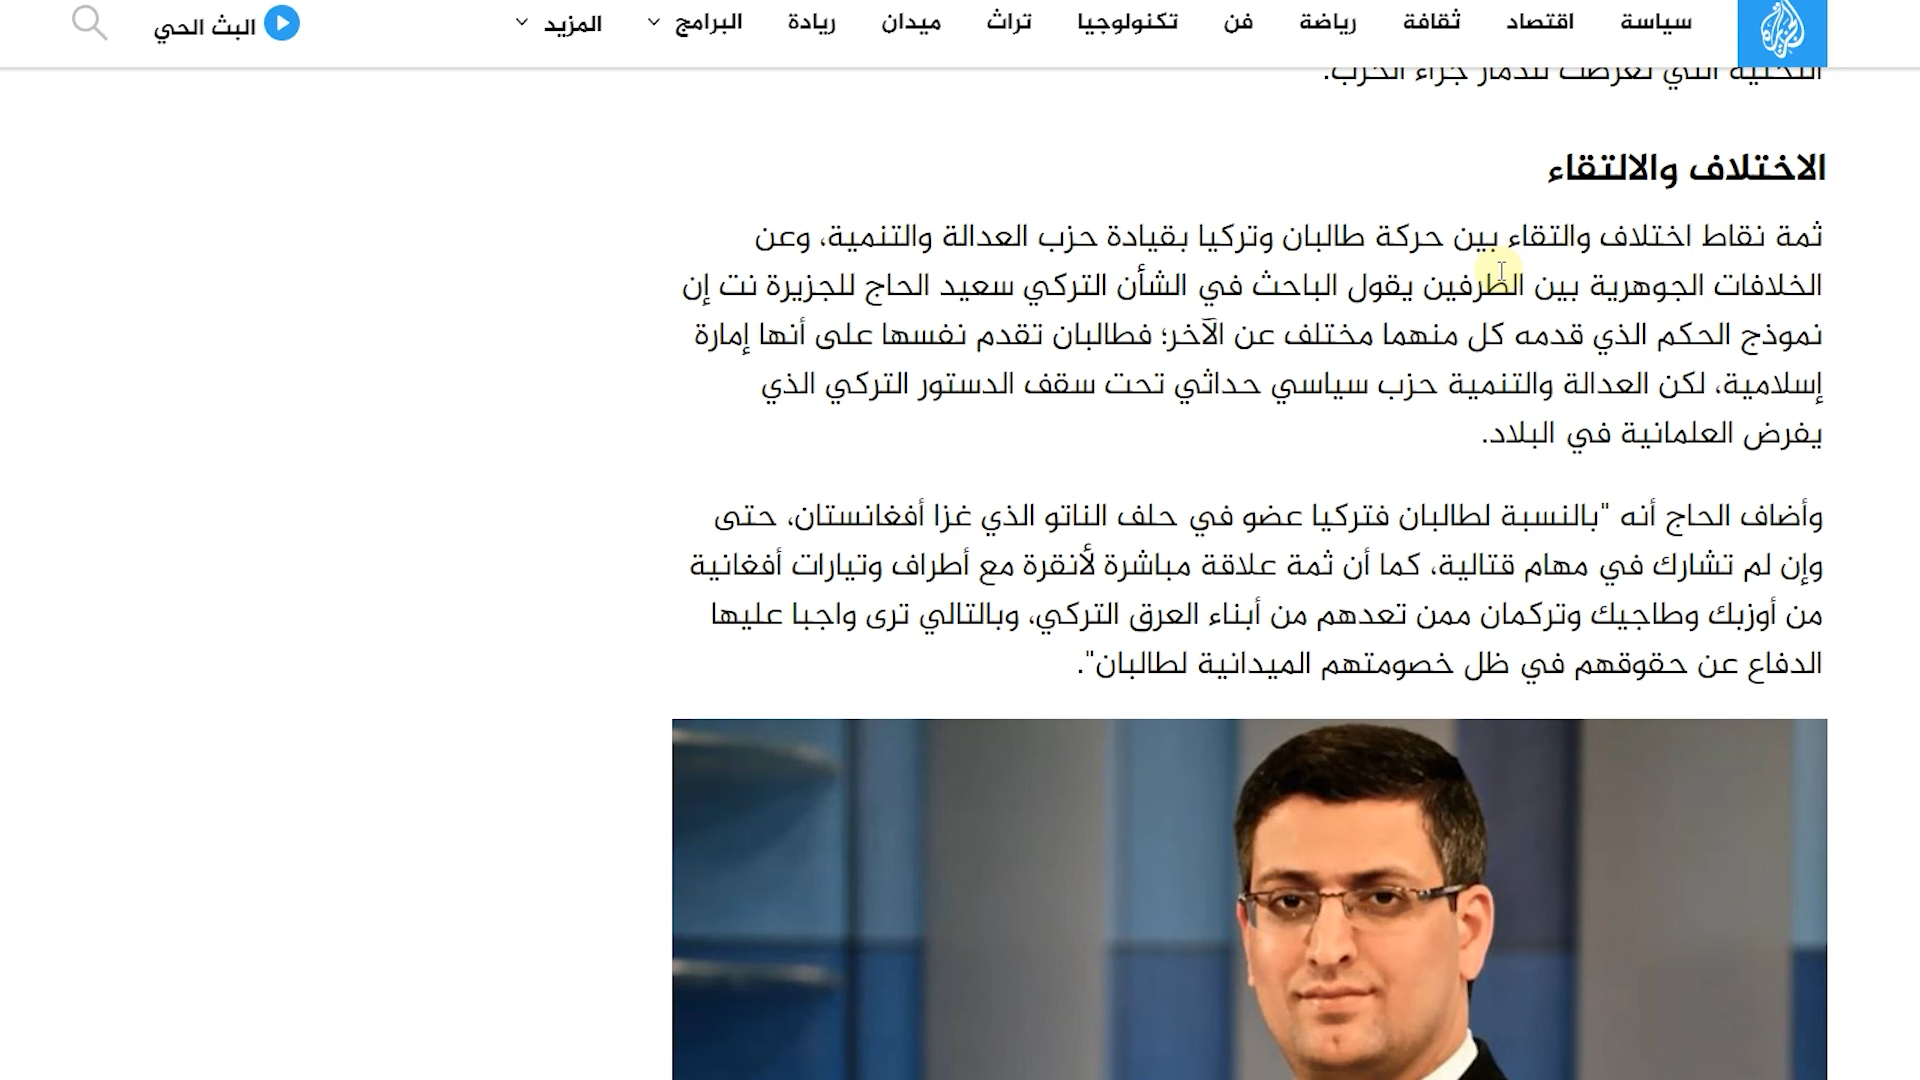 سياسة اقتصاد ثقافة رياضة فن تكنولوجيا تراث ميدان ريادة البرامج المزيد البث الحي
التحتية التي تعرضت للدمار جراء الحرب.
الاختلاف والالتقاء
ثمة نقاط اختلاف والتقاء بين حركة طالبان وتركيا بقيادة حزب العدالة والتنمية، وعن
الخلافات الجوهرية بين الطرفين يقول الباحث في الشأن التركي سعيد الحاج للجزيرة نت إن
نموذج الحكم الذي قدمه كل منهما مختلف عن الآخر؛ فطالبان تقدم نفسها على أنها إمارة
إسلامية، لكن العدالة والتنمية حزب سياسي حداثي تحت سقف الدستور التركي الذي
يفرض العلمانية في البلاد.
وأضاف الحاج أنه "بالنسبة لطالبان فتركيا عضو في حلف الناتو الذي غزا أفغانستان، حتى
وإن لم تشارك في مهام قتالية، كما أن ثمة علاقة مباشرة لأنقرة مع أطراف وتيارات أفغانية
من أوزبك وطاجيك وتركمان ممن تعدهم من أبناء العرق التركي، وبالتالي ترى واجبا عليها
الدفاع عن حقوقهم في ظل خصومتهم الميدانية لطالبان".